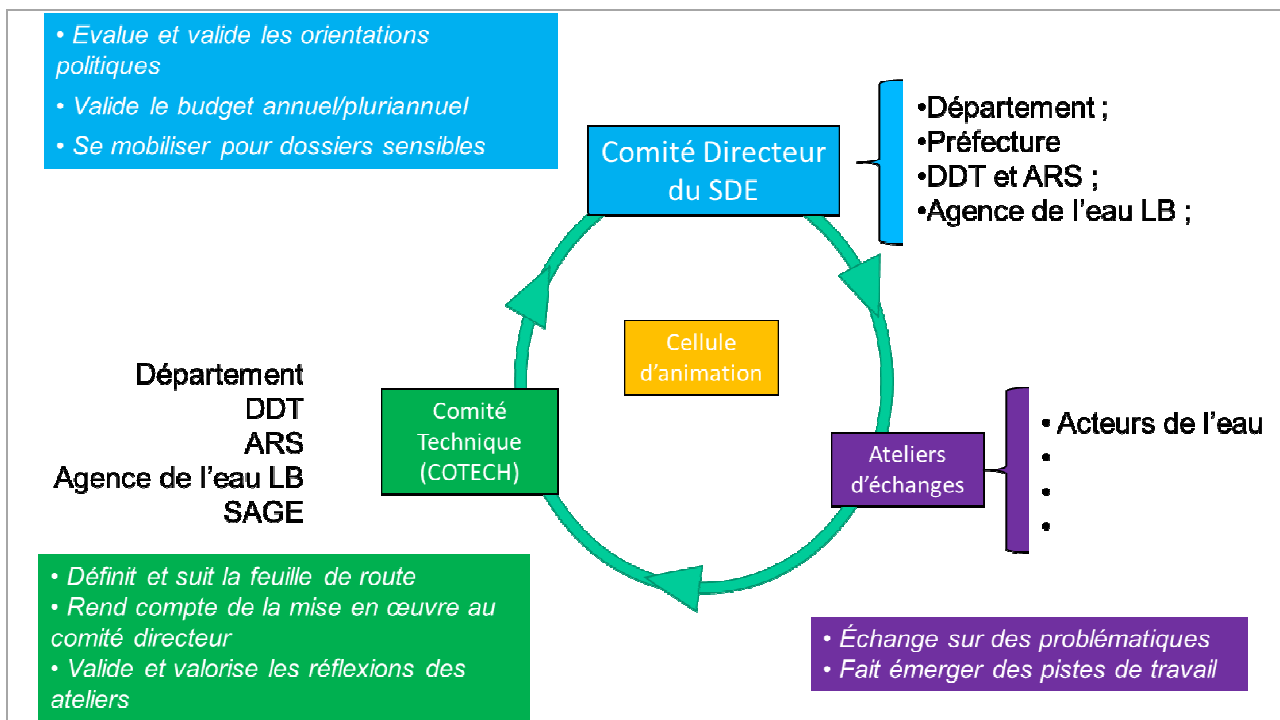 • Evalue et valide les orientations
politiques
• Valide le budget annuel/pluriannuel
• Se mobiliser pour dossiers sensibles
Comité Directeur
du SDE
•Département ;
•Préfecture
•DDT et ARS ;
•Agence de l'eau LB ;
Cellule
d'animation
Département
DDT
ARS
Agence de l'eau LB
SAGE
Comité
Technique
(COTECH)
Ateliers
d'échanges
• Acteurs de l'eau
•
•
•
• Définit et suit la feuille de route
• Rend compte de la mise en œuvre au
comité directeur
• Valide et valorise les réflexions des
ateliers
• Échange sur des problématiques
• Fait émerger des pistes de travail